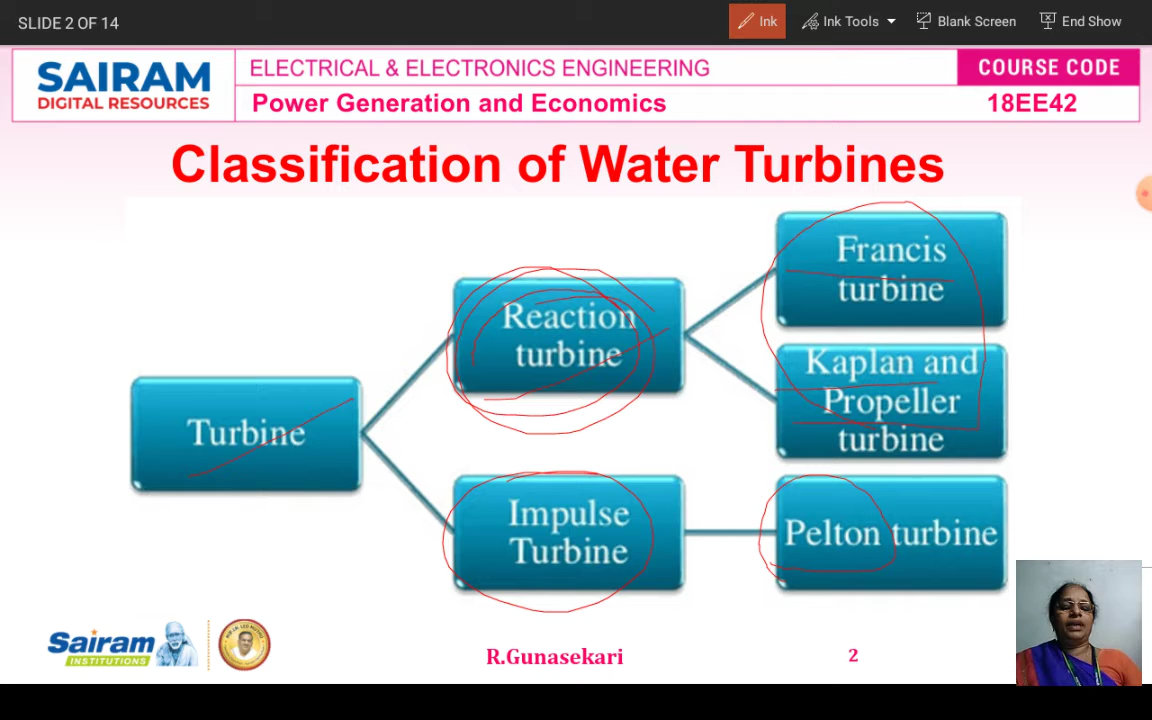 SLIDE 2 OF 14
Ink
Ink Tools
Blank Screen
End Show
SAIRAM
DIGITAL RESOURCES
ELECTRICAL & ELECTRONICS ENGINEERING
COURSE CODE
Power Generation and Economics
18EE42
Classification of Water Turbines
Turbine
Reaction
turbine
Francis
turbine
Kaplan and
Propeller
turbine
Impulse
Turbine
Pelton turbine
Sairam
INSTITUTIONS
R.Gunasekari
2